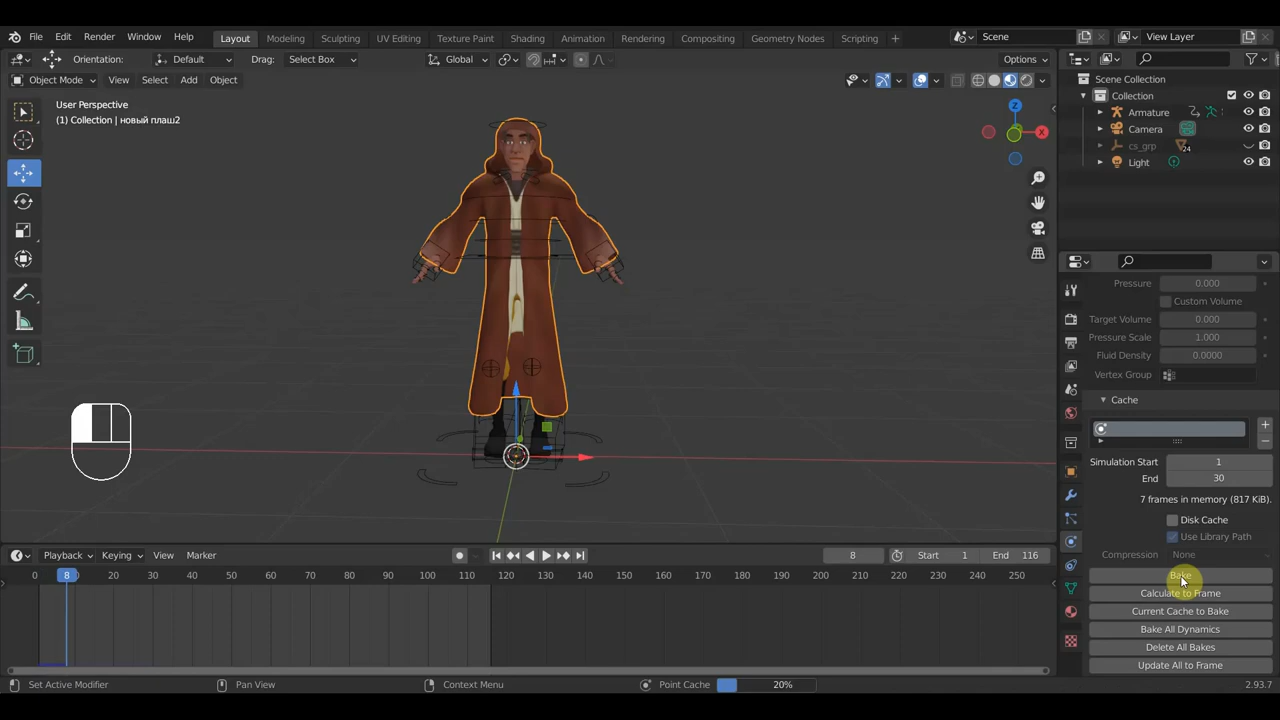 File Edit Render Window Help Layout Modeling Sculpting UV Editing Texture Paint Shading Animation Rendering Compositing Geometry Nodes Scripting + Scene View Layer
Orientation: Default Drag: Select Box Global Options
Object Mode View Select Add Object
User Perspective
(1) Collection | новый плаш2
Z
X
Scene Collection
Collection
Armature
Camera
cs_grp 24
Light
Pressure 0.000
Custom Volume
Target Volume 0.000
Pressure Scale 1.000
Fluid Density 0.0000
Vertex Group
Cache
Simulation Start 1
End 30
7 frames in memory (817 KiB).
Disk Cache
Use Library Path
Compression None
Bake
Calculate to Frame
Current Cache to Bake
Bake All Dynamics
Delete All Bakes
Update All to Frame
Playback Keying View Marker 8 Start 1 End 116
0 8 20 30 40 50 60 70 80 90 100 110 120 130 140 150 160 170 180 190 200 210 220 230 240 250
Set Active Modifier Pan View Context Menu Point Cache 20% 2.93.7